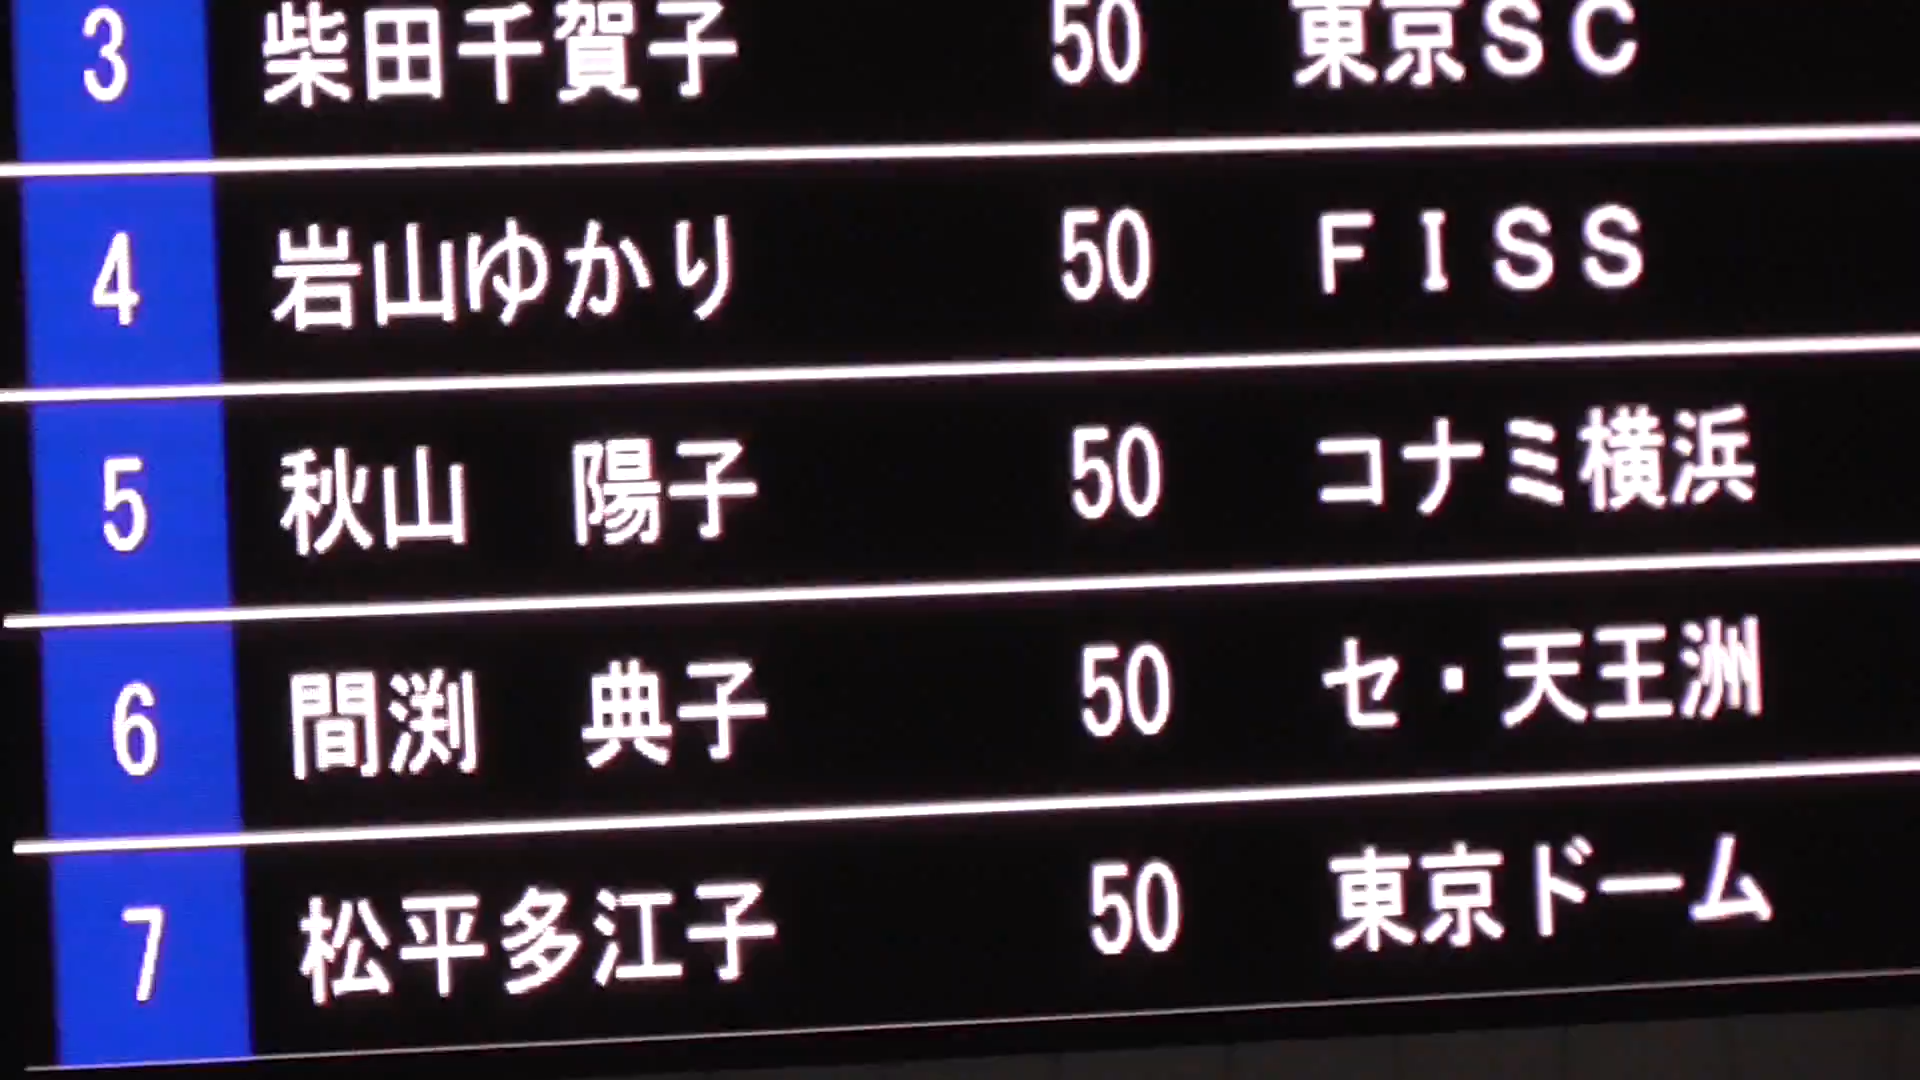 3 柴田千賀子 50 東京ＳＣ
4 岩山ゆかり 50 ＦＩＳＳ
5 秋山　陽子 50 コナミ横浜
6 間渕　典子 50 セ・天王洲
7 松平多江子 50 東京ドーム